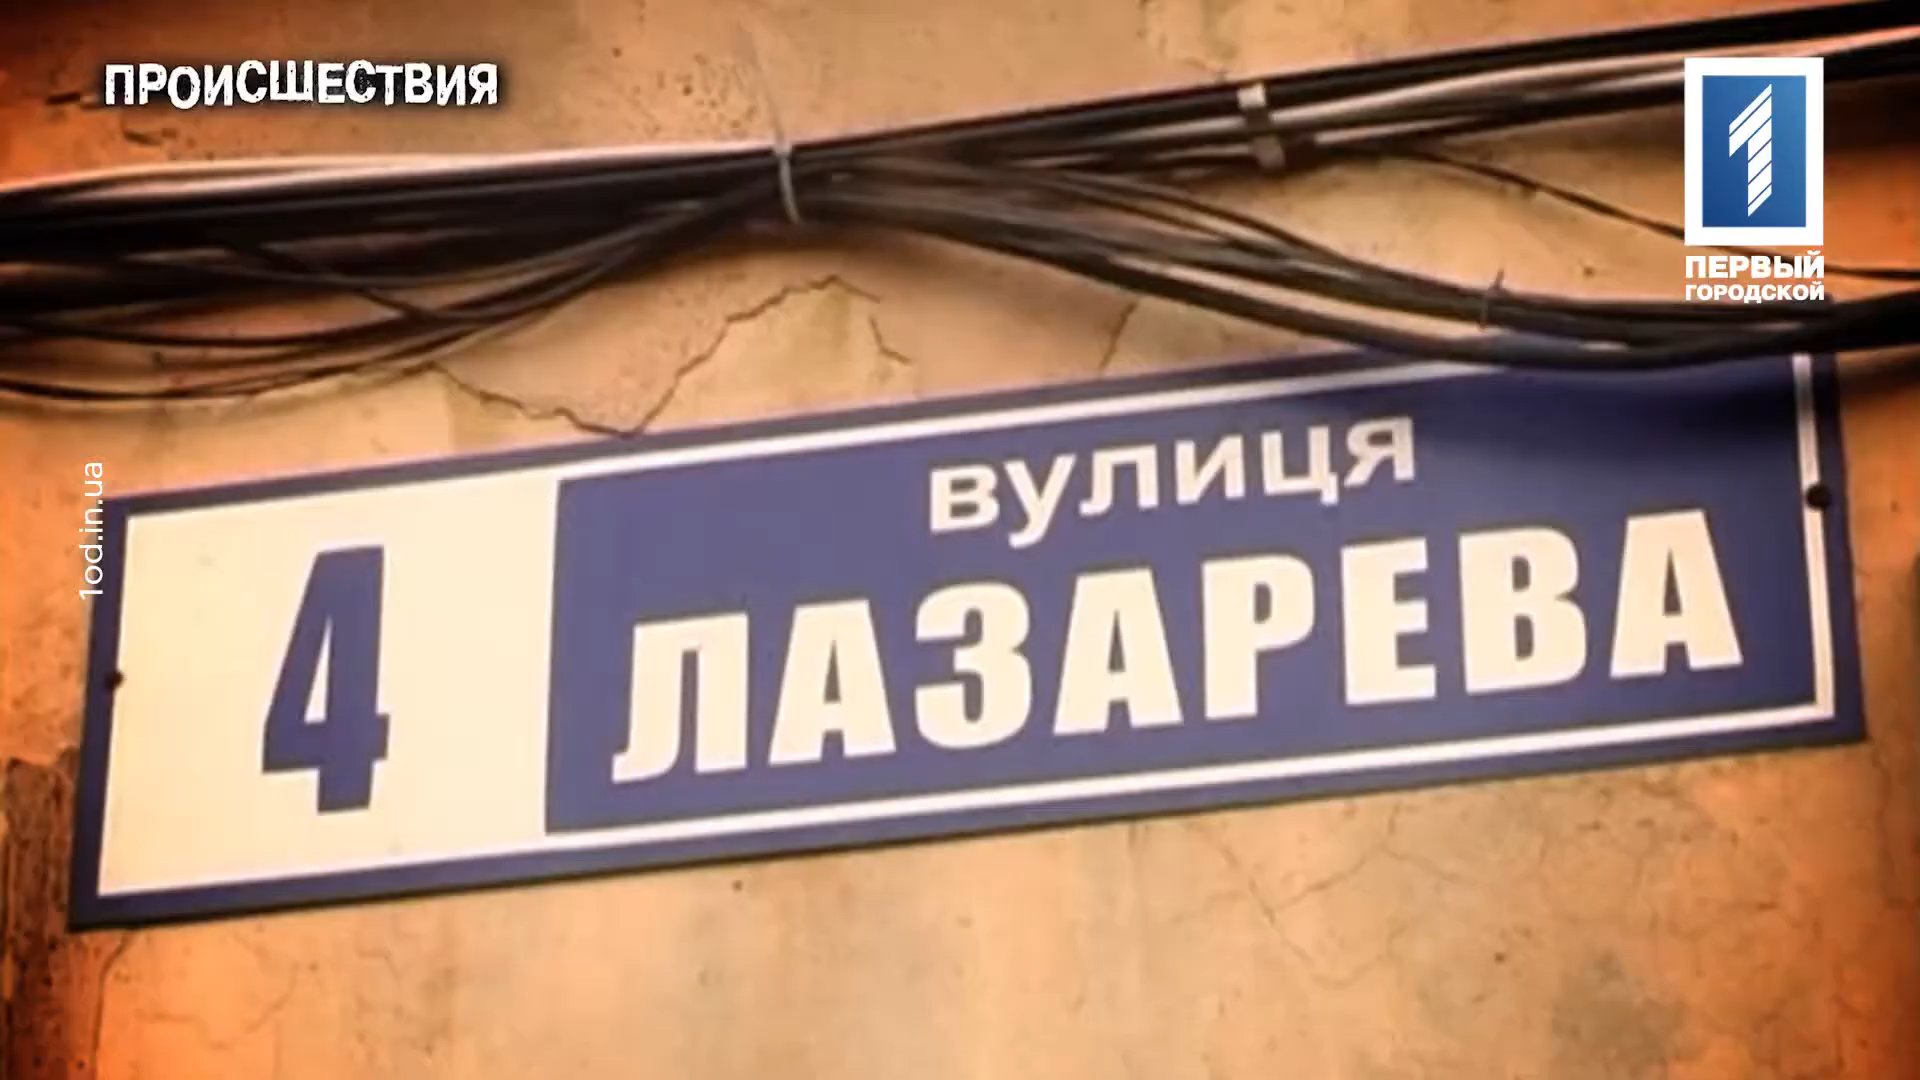 ПРОИСШЕСТВИЯ
1
ПЕРВЫЙ
ГОРОДСКОЙ
1od.in.ua
4
вулиця
ЛАЗАРЕВА